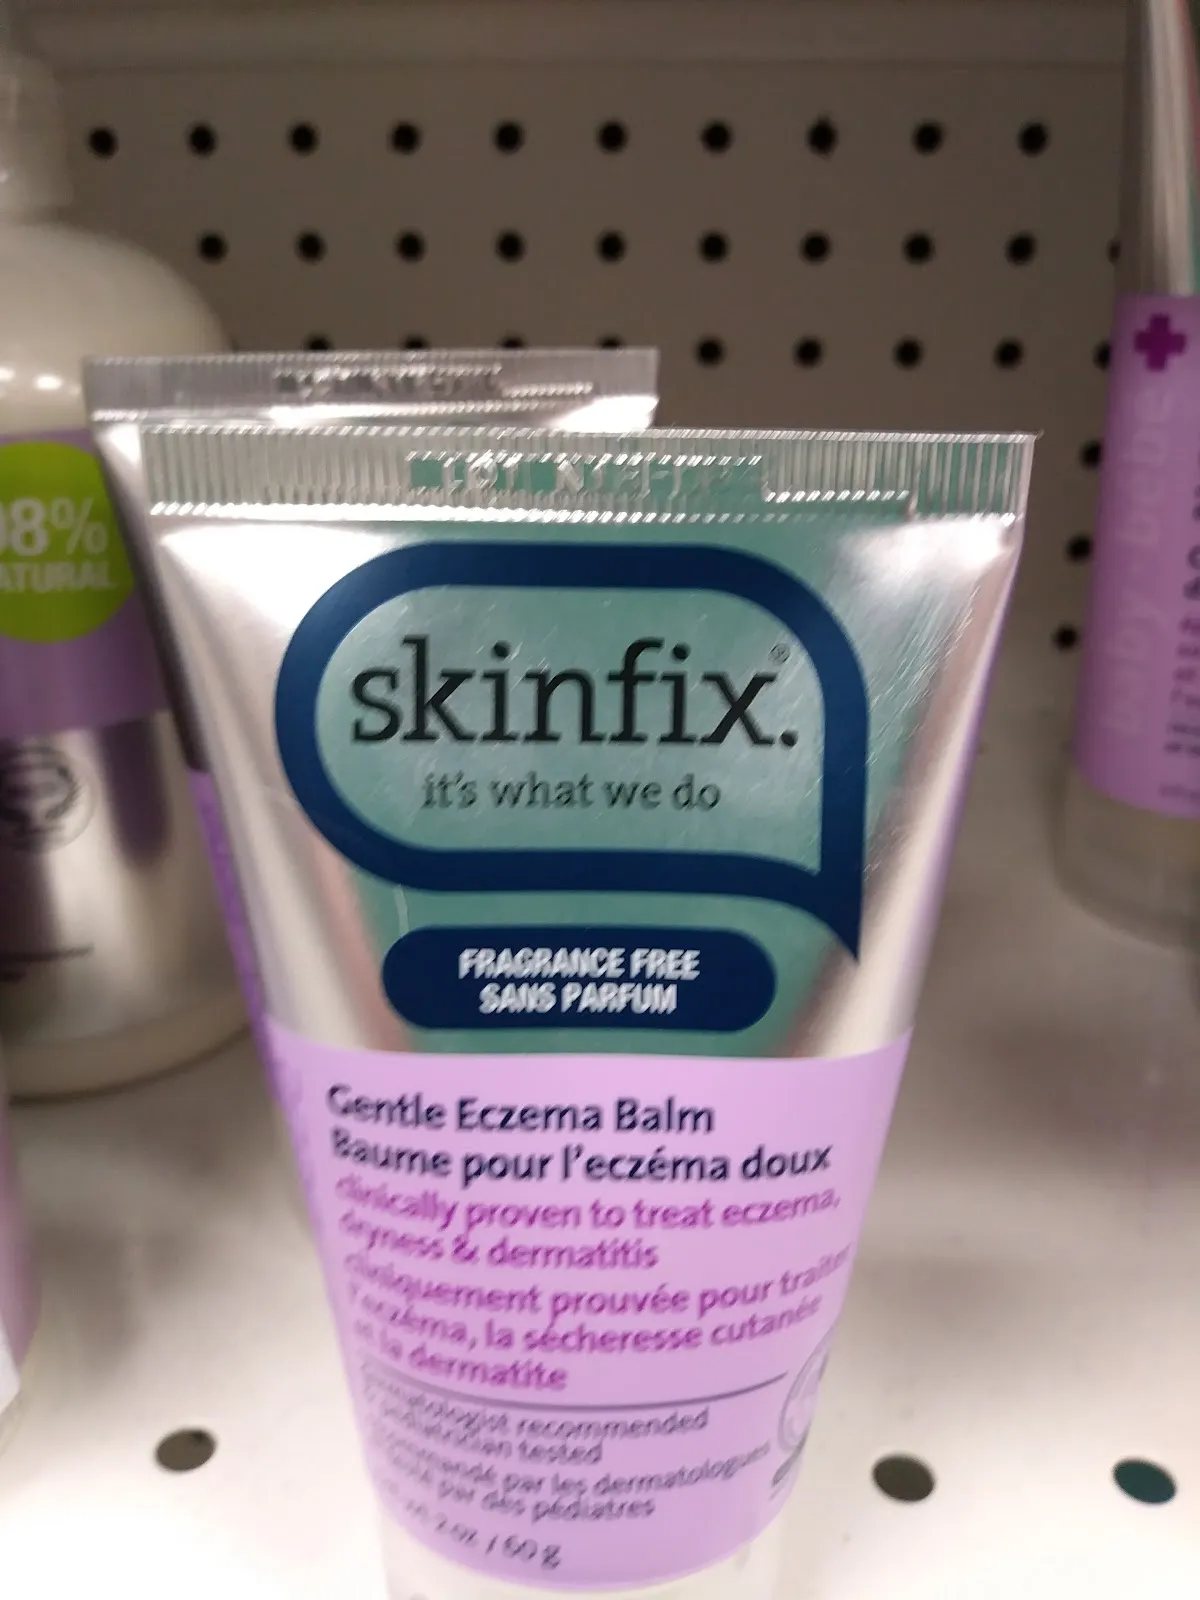 skinfix.®
it's what we do
FRAGRANCE FREE
SANS PARFUM
Gentle Eczema Balm
Baume pour l'eczéma doux
clinically proven to treat eczema,
dryness & dermatitis
cliniquement prouvée pour traiter
l'eczéma, la sécheresse cutanée
et la dermatite
dermatologist recommended
& pediatrician tested
recommandé par les dermatologues
testé par des pédiatres
2 oz / 60 g
98%
NATURAL